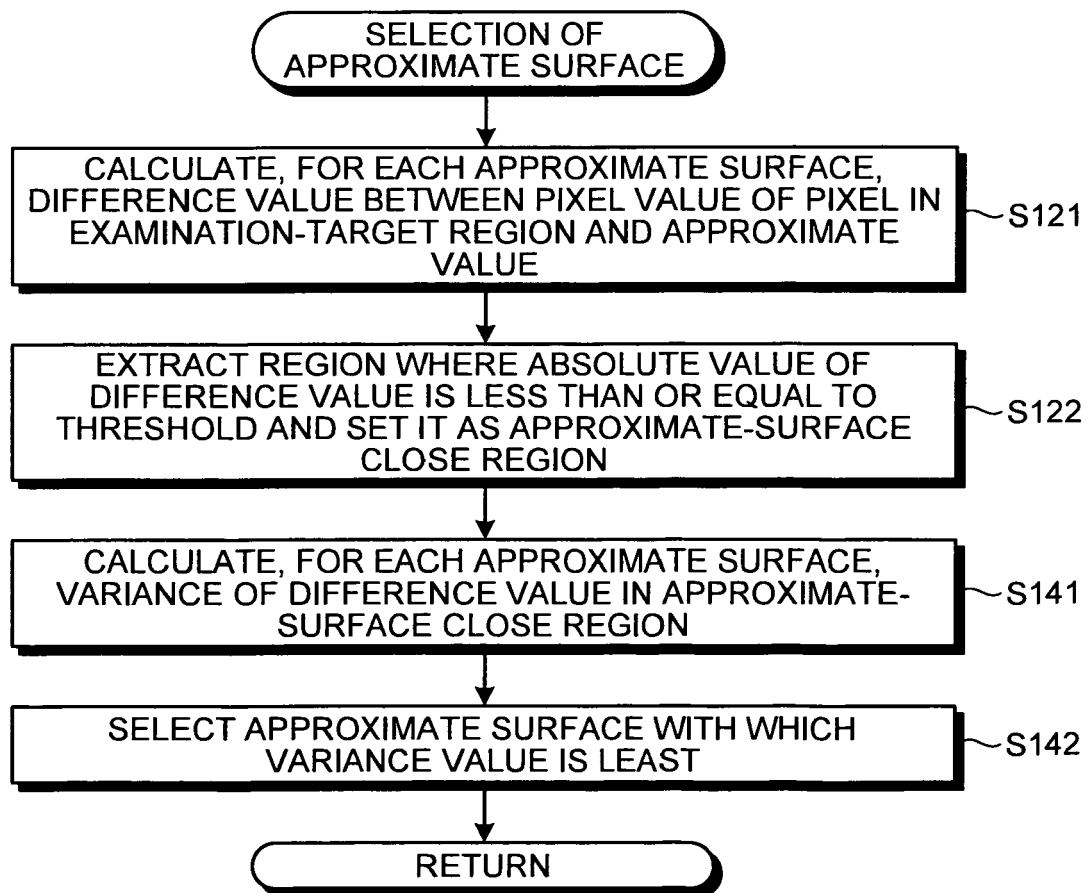 SELECTION OF
APPROXIMATE SURFACE
CALCULATE, FOR EACH APPROXIMATE SURFACE,
DIFFERENCE VALUE BETWEEN PIXEL VALUE OF PIXEL IN
EXAMINATION-TARGET REGION AND APPROXIMATE
VALUE
S121
EXTRACT REGION WHERE ABSOLUTE VALUE OF
DIFFERENCE VALUE IS LESS THAN OR EQUAL TO
THRESHOLD AND SET IT AS APPROXIMATE-SURFACE
CLOSE REGION
S122
CALCULATE, FOR EACH APPROXIMATE SURFACE,
VARIANCE OF DIFFERENCE VALUE IN APPROXIMATE-
SURFACE CLOSE REGION
S141
SELECT APPROXIMATE SURFACE WITH WHICH
VARIANCE VALUE IS LEAST
S142
RETURN